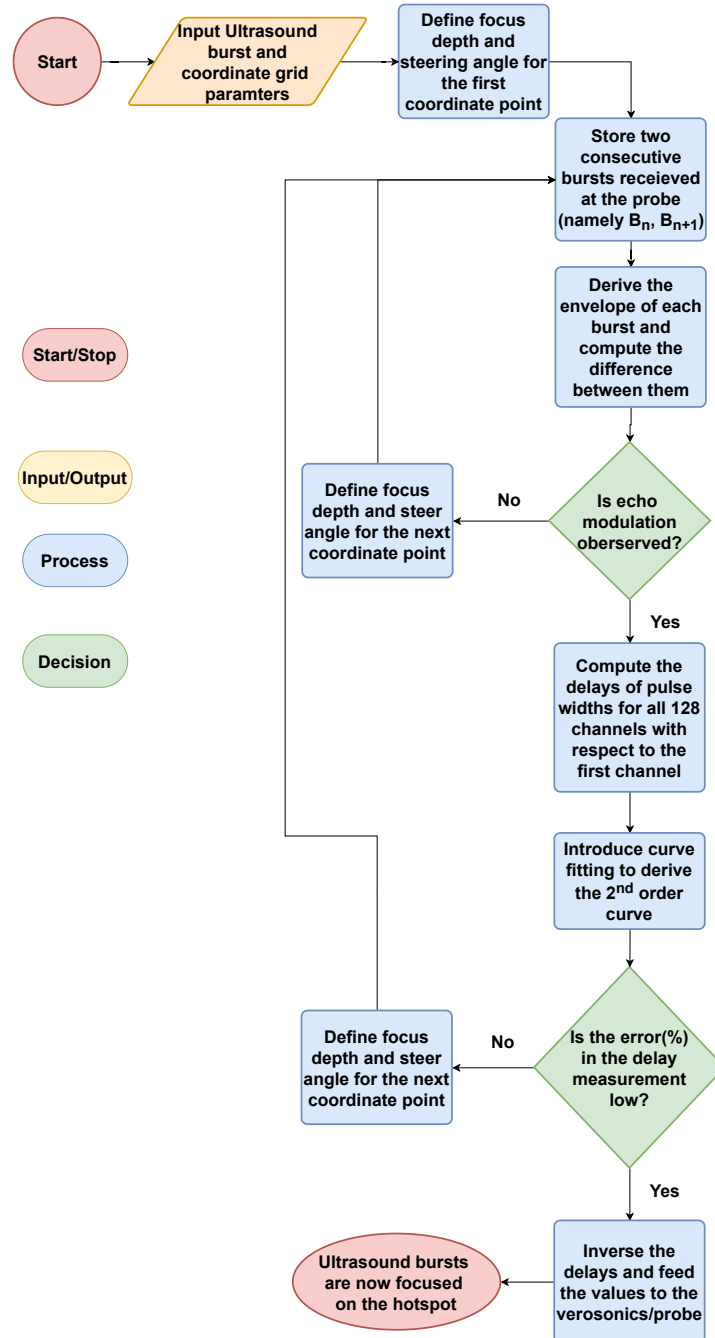 Start
Input Ultrasound
burst and
coordinate grid
paramters
Define focus
depth and
steering angle for
the first
coordinate point
Store two
consecutive
bursts receieved
at the probe
(namely Bn, Bn+1)
Derive the
envelope of each
burst and
compute the
difference
between them
Start/Stop
Input/Output
Process
Decision
Is echo
modulation
oberserved?
No
Define focus
depth and steer
angle for the next
coordinate point
Yes
Compute the
delays of pulse
widths for all 128
channels with
respect to the
first channel
Introduce curve
fitting to derive
the 2nd order
curve
Is the error(%)
in the delay
measurement
low?
No
Define focus
depth and steer
angle for the next
coordinate point
Yes
Inverse the
delays and feed
the values to the
verosonics/probe
Ultrasound bursts
are now focused
on the hotspot